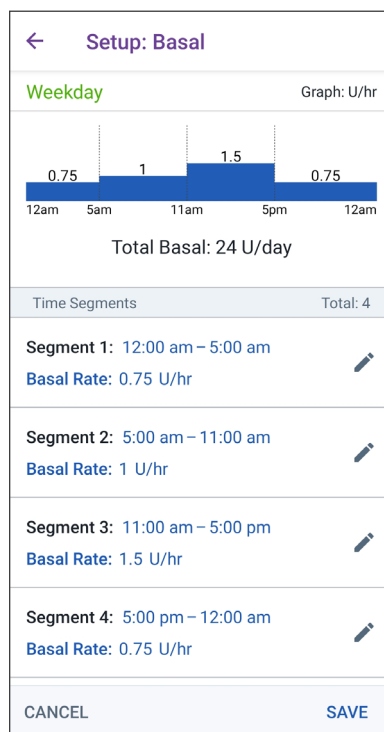 Setup: Basal
Weekday Graph: U/hr
0.75 1 1.5 0.75
12am 5am 11am 5pm 12am
Total Basal: 24 U/day
Time Segments Total: 4
Segment 1: 12:00 am – 5:00 am
Basal Rate: 0.75 U/hr
Segment 2: 5:00 am – 11:00 am
Basal Rate: 1 U/hr
Segment 3: 11:00 am – 5:00 pm
Basal Rate: 1.5 U/hr
Segment 4: 5:00 pm – 12:00 am
Basal Rate: 0.75 U/hr
CANCEL SAVE